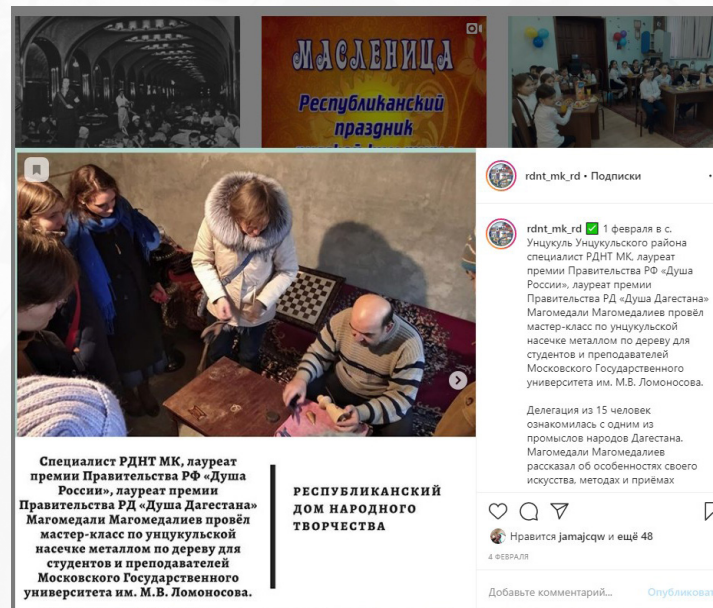 МАСЛЕНИЦА
Республиканский
праздник
rdnt_mk_rd • Подписки
rdnt_mk_rd ✅ 1 февраля в с.
Унцукуль Унцукульского района
специалист РДНТ МК, лауреат
премии Правительства РФ «Душа
России», лауреат премии
Правительства РД «Душа Дагестана»
Магомедали Магомедалиев провёл
мастер-класс по унцукульской
насечке металлом по дереву для
студентов и преподавателей
Московского Государственного
университета им. М.В. Ломоносова.
Делегация из 15 человек
ознакомилась с одним из
промыслов народов Дагестана.
Магомедали Магомедалиев
рассказал об особенностях своего
искусства, методах и приёмах
Нравится jamajcqw и ещё 48
4 ФЕВРАЛЯ
Добавьте комментарий... Опубликоват
Специалист РДНТ МК, лауреат
премии Правительства РФ «Душа
России», лауреат премии
Правительства РД «Душа Дагестана»
Магомедали Магомедалиев провёл
мастер-класс по унцукульской
насечке металлом по дереву для
студентов и преподавателей
Московского Государственного
университета им. М.В. Ломоносова.
РЕСПУБЛИКАНСКИЙ
ДОМ НАРОДНОГО
ТВОРЧЕСТВА